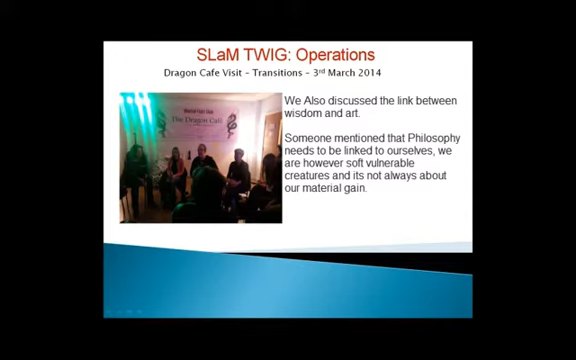 SLaM TWIG: Operations
Dragon Cafe Visit – Transitions – 3rd March 2014
The Dragon Café
We Also discussed the link between
wisdom and art.
Someone mentioned that Philosophy
needs to be linked to ourselves, we
are however soft vulnerable
creatures and its not always about
our material gain.